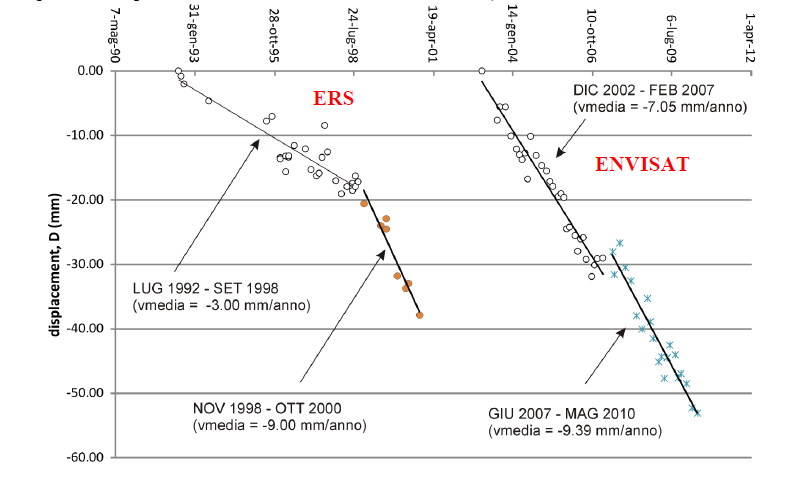 7-mag-90
31-gen-93
28-ott-95
24-lug-98
19-apr-01
14-gen-04
10-ott-06
6-lug-09
1-apr-12
0.00
-10.00
-20.00
-30.00
-40.00
-50.00
-60.00
displacement, D (mm)
ERS
DIC 2002 - FEB 2007
(vmedia = -7.05 mm/anno)
ENVISAT
LUG 1992 - SET 1998
(vmedia = -3.00 mm/anno)
NOV 1998 - OTT 2000
(vmedia = -9.00 mm/anno)
GIU 2007 - MAG 2010
(vmedia = -9.39 mm/anno)